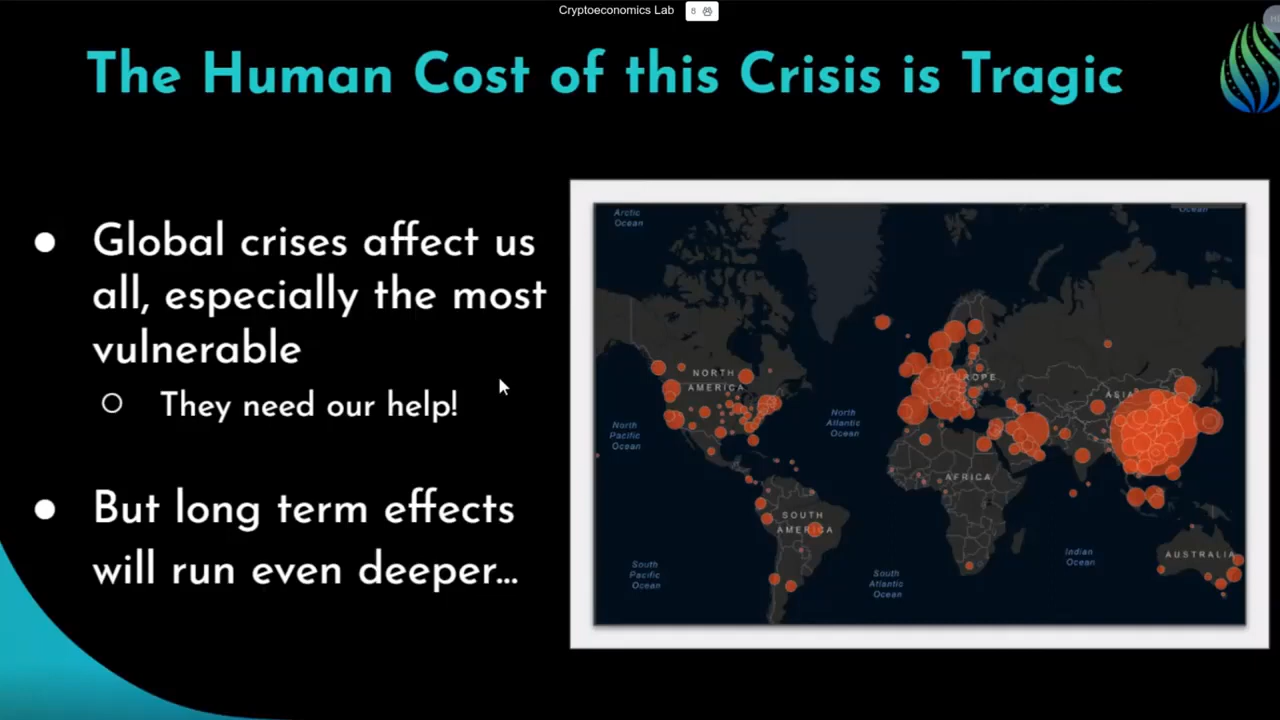 Cryptoeconomics Lab 8
The Human Cost of this Crisis is Tragic
● Global crises affect us
all, especially the most
vulnerable
○ They need our help!
● But long term effects
will run even deeper...
Arctic
Ocean
Ocean
NORTH
AMERICA
North
Pacific
Ocean
North
Atlantic
Ocean
ASIA
AFRICA
SOUTH
AMERICA
South
Pacific
Ocean
South
Atlantic
Ocean
Indian
Ocean
AUSTRALIA